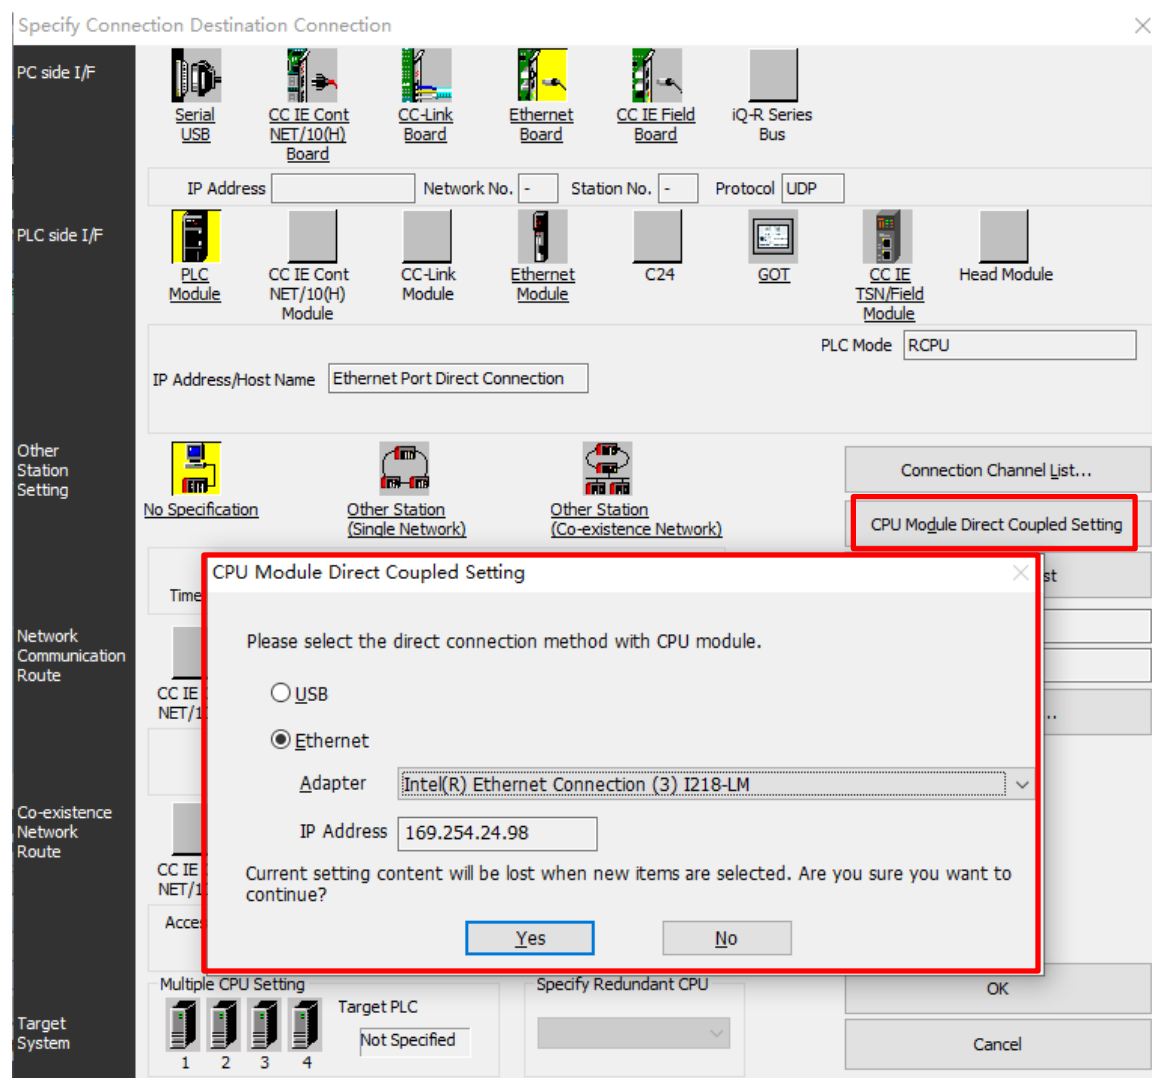 Specify Connection Destination Connection
PC side I/F
Serial
USB
CC IE Cont
NET/10(H)
Board
CC-Link
Board
Ethernet
Board
CC IE Field
Board
iQ-R Series
Bus
IP Address
Network No. -
Station No. -
Protocol UDP
PLC side I/F
PLC
Module
CC IE Cont
NET/10(H)
Module
CC-Link
Module
Ethernet
Module
C24
GOT
CC IE
TSN/Field
Module
Head Module
PLC Mode RCPU
IP Address/Host Name Ethernet Port Direct Connection
Other
Station
Setting
No Specification
Other Station
(Single Network)
Other Station
(Co-existence Network)
Connection Channel List...
CPU Module Direct Coupled Setting
Time
st
CPU Module Direct Coupled Setting
Please select the direct connection method with CPU module.
USB
Ethernet
Adapter Intel(R) Ethernet Connection (3) I218-LM
IP Address 169.254.24.98
Current setting content will be lost when new items are selected. Are you sure you want to
continue?
Yes
No
Network
Communication
Route
CC IE
NET/1
..
Co-existence
Network
Route
CC IE
NET/1
Acces
Target
System
Multiple CPU Setting
1 2 3 4
Target PLC
Not Specified
Specify Redundant CPU
OK
Cancel